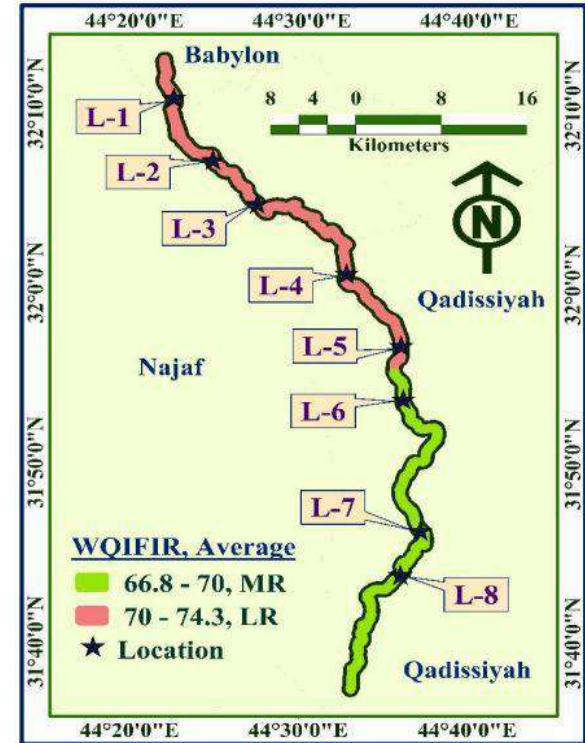 44°20'0"E 44°30'0"E 44°40'0"E
Babylon
32°10'0"N
32°10'0"N
8 4 0 8 16
Kilometers
L-1
L-2
L-3
N
L-4
32°0'0"N
32°0'0"N
Qadissiyah
L-5
Najaf
L-6
31°50'0"N
31°50'0"N
L-7
WQIFIR, Average
66.8 - 70, MR
70 - 74.3, LR
Location
L-8
31°40'0"N
31°40'0"N
Qadissiyah
44°20'0"E 44°30'0"E 44°40'0"E